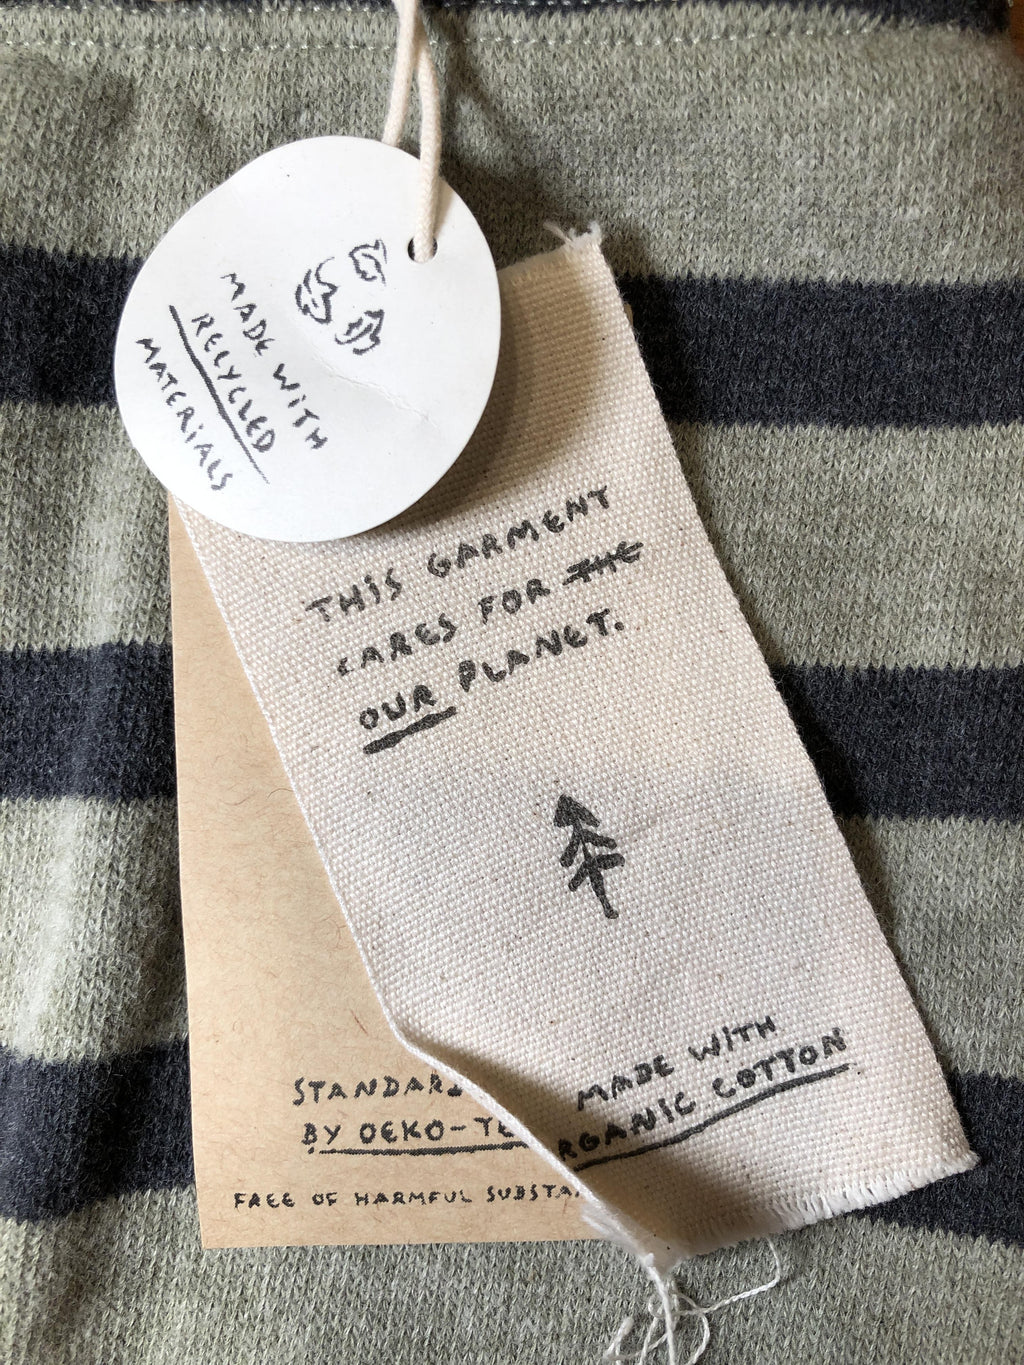 MADE WITH
RECYCLED
MATERIALS
THIS GARMENT
CARES FOR THE
OUR PLANET.
MADE WITH
RGANIC COTTON
STANDAR
BY OEKO-TE
FREE OF HARMFUL SUBSTA